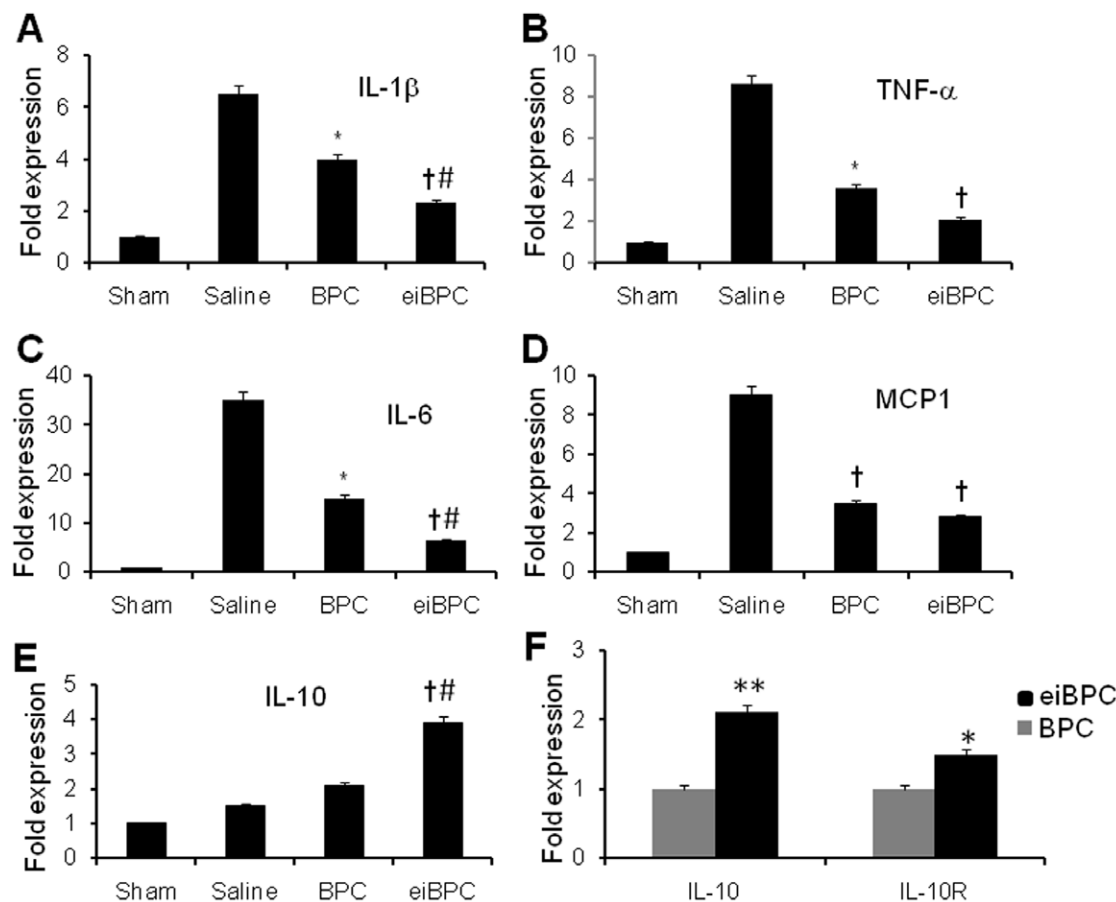 A
Fold expression
8
6
4
2
0
IL-1β
*
†#
Sham Saline BPC eiBPC
B
Fold expression
10
8
6
4
2
0
TNF-α
*
†
Sham Saline BPC eiBPC
C
Fold expression
40
30
20
10
0
IL-6
*
†#
Sham Saline BPC eiBPC
D
Fold expression
10
8
6
4
2
0
MCP1
†
†
Sham Saline BPC eiBPC
E
Fold expression
5
4
3
2
1
0
IL-10
†#
Sham Saline BPC eiBPC
F
Fold expression
3
2
1
0
**
*
IL-10 IL-10R
eiBPC
BPC